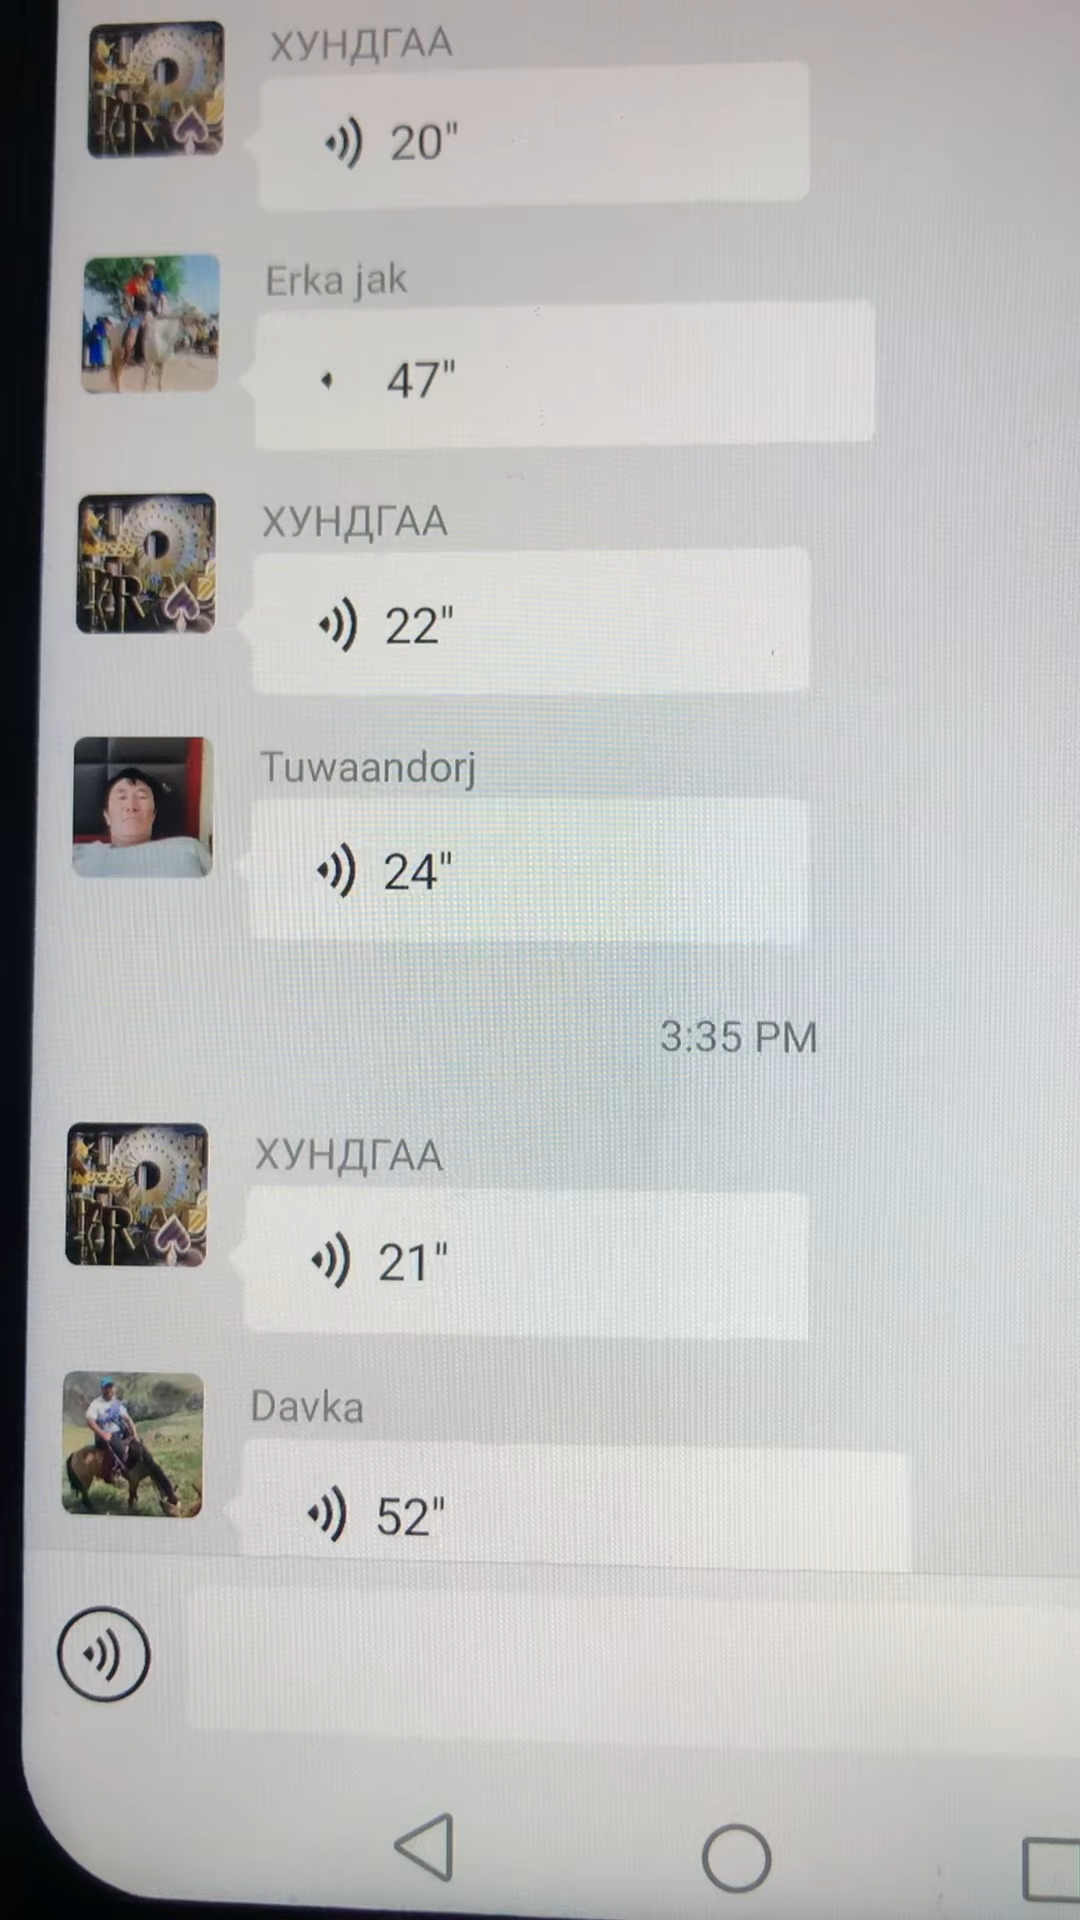 ХУНДГАА
20"
Erka jak
47"
ХУНДГАА
22"
Tuwaandorj
24"
3:35 PM
ХУНДГАА
21"
Davka
52"